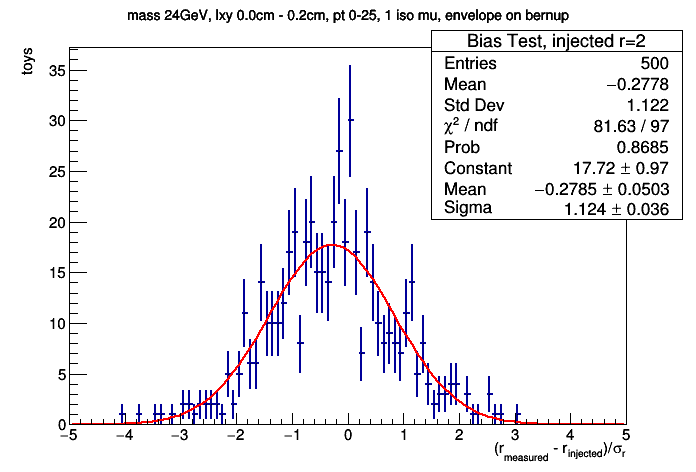 mass 24GeV, lxy 0.0cm - 0.2cm, pt 0-25, 1 iso mu, envelope on bernup
Bias Test, injected r=2
Entries 500
Mean −0.2778
Std Dev 1.122
χ² / ndf 81.63 / 97
Prob 0.8685
Constant 17.72 ± 0.97
Mean −0.2785 ± 0.0503
Sigma 1.124 ± 0.036
toys
35
30
25
20
15
10
5
0
−5 −4 −3 −2 −1 0 1 2 3 4 5
(r_measured - r_injected)/σ_r